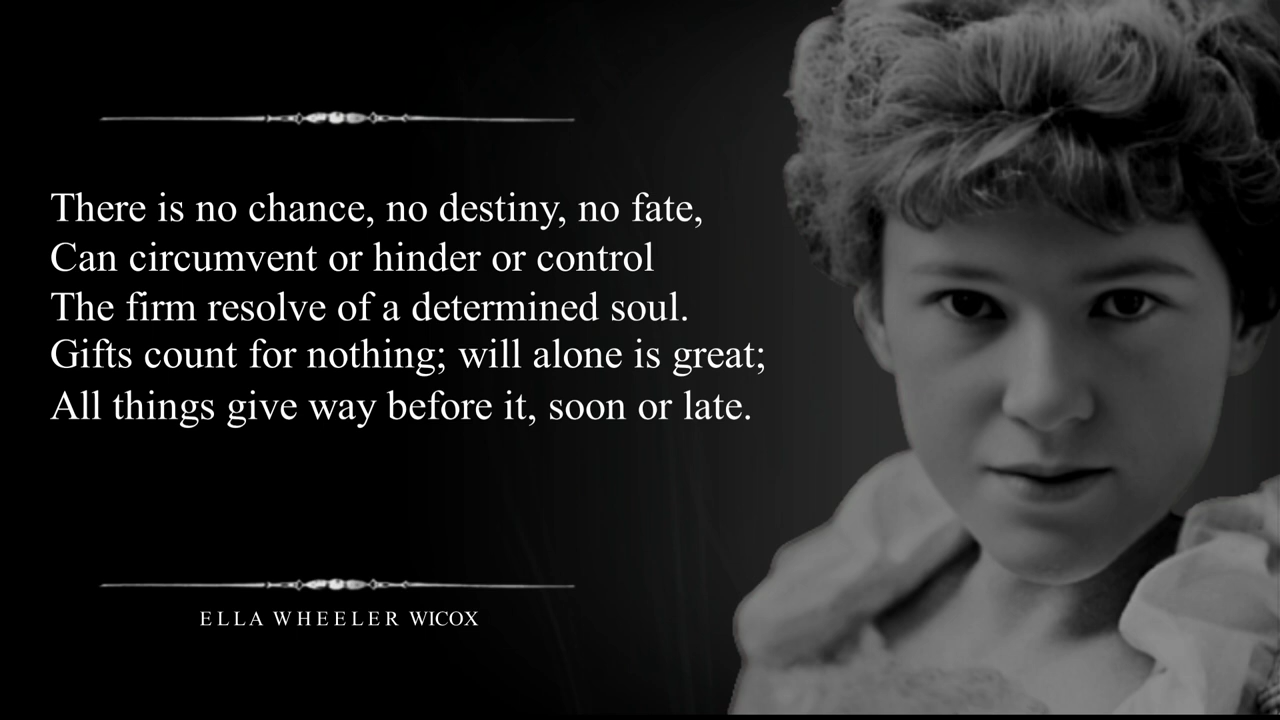 There is no chance, no destiny, no fate,
Can circumvent or hinder or control
The firm resolve of a determined soul.
Gifts count for nothing; will alone is great;
All things give way before it, soon or late.
ELLA WHEELER WICOX